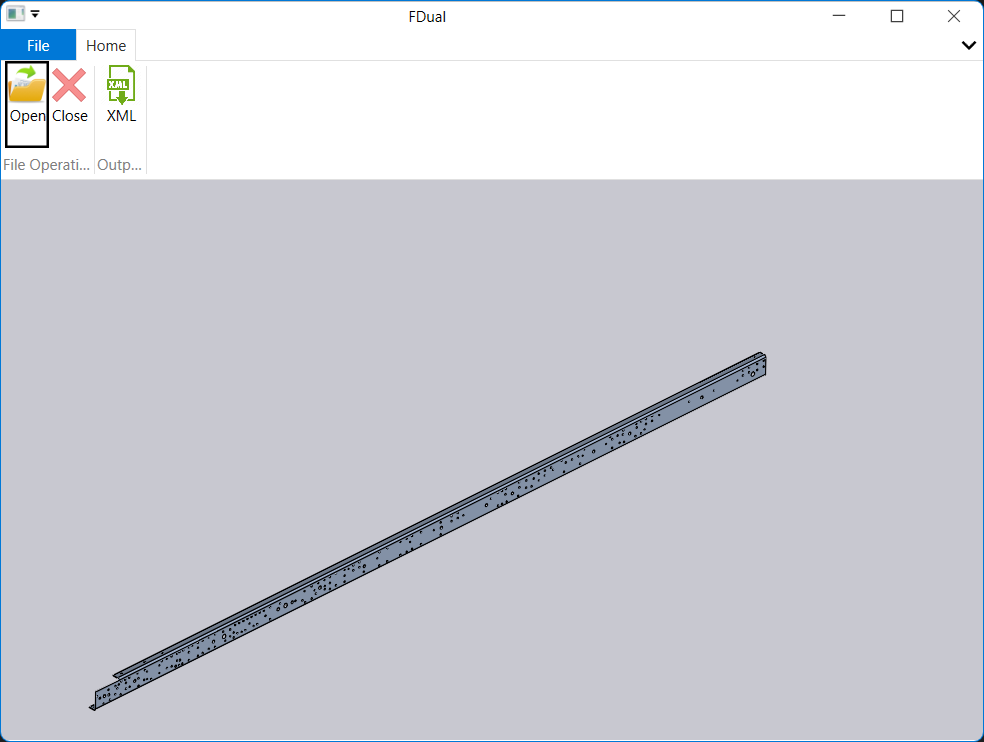 FDual
File Home
Open Close XML
XML
File Operati... Outp...